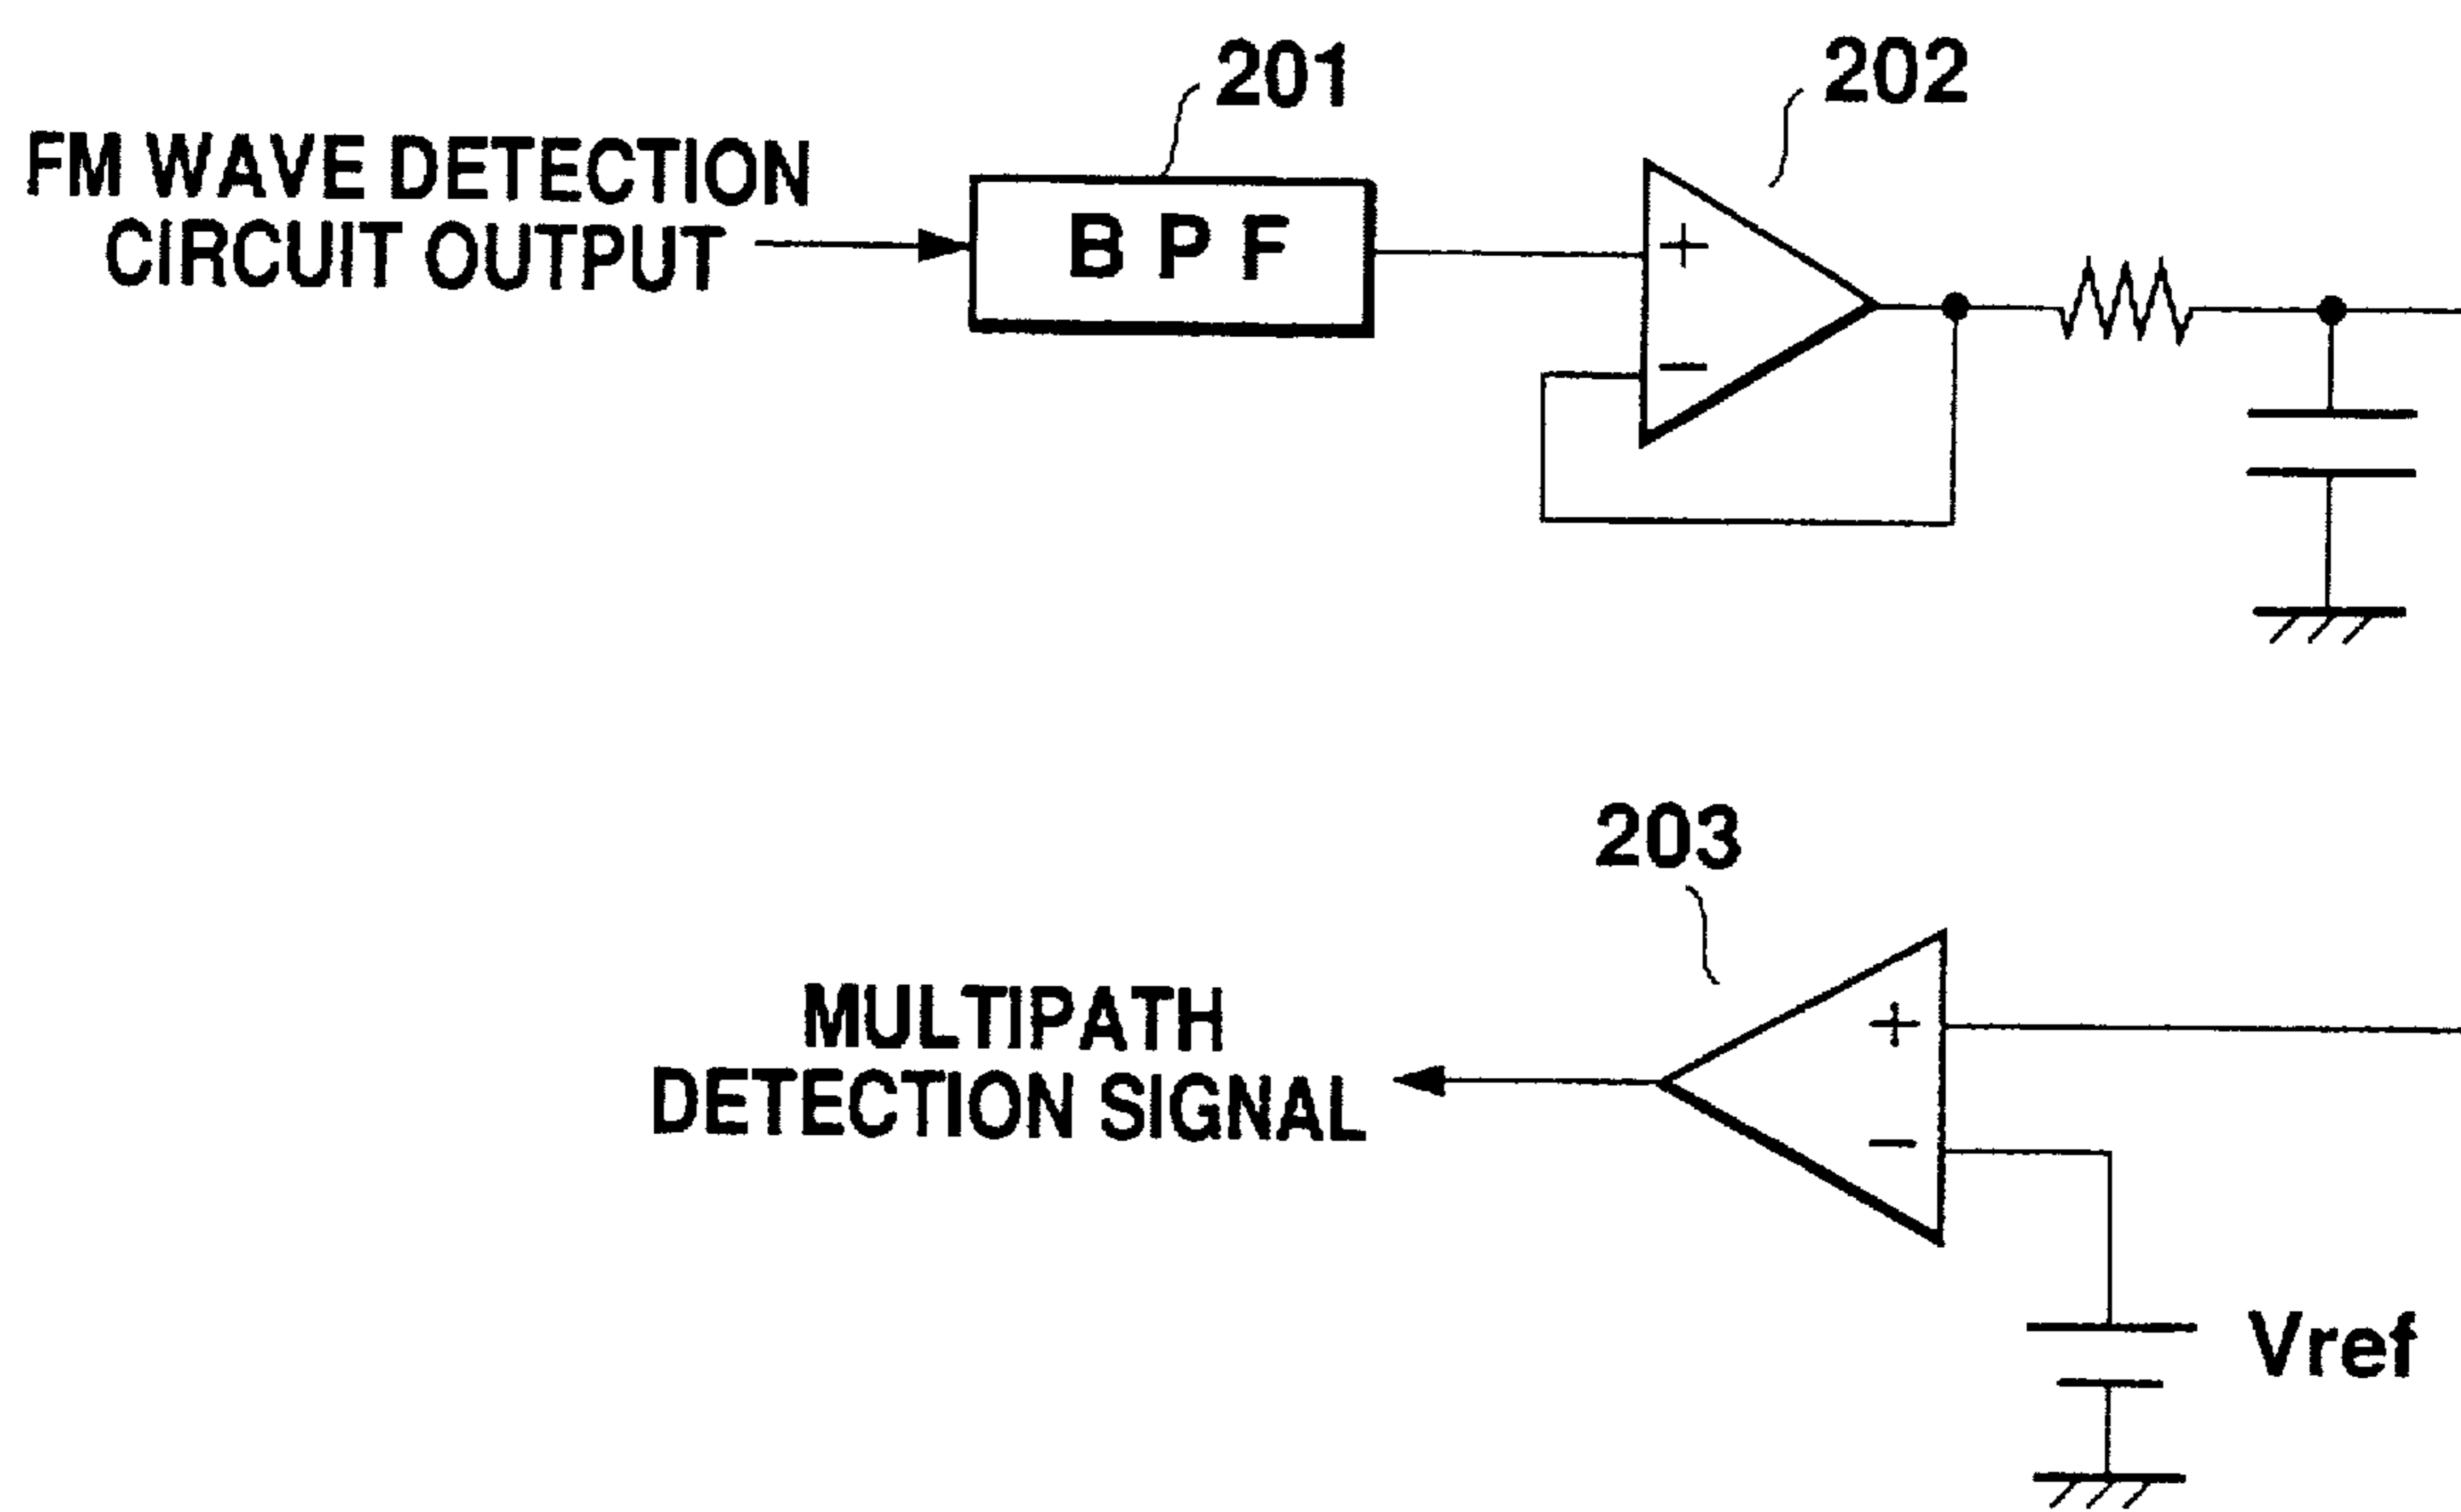 201
202
FM WAVE DETECTION
CIRCUIT OUTPUT
B P F
+
−
203
MULTIPATH
DETECTION SIGNAL
+
−
Vref